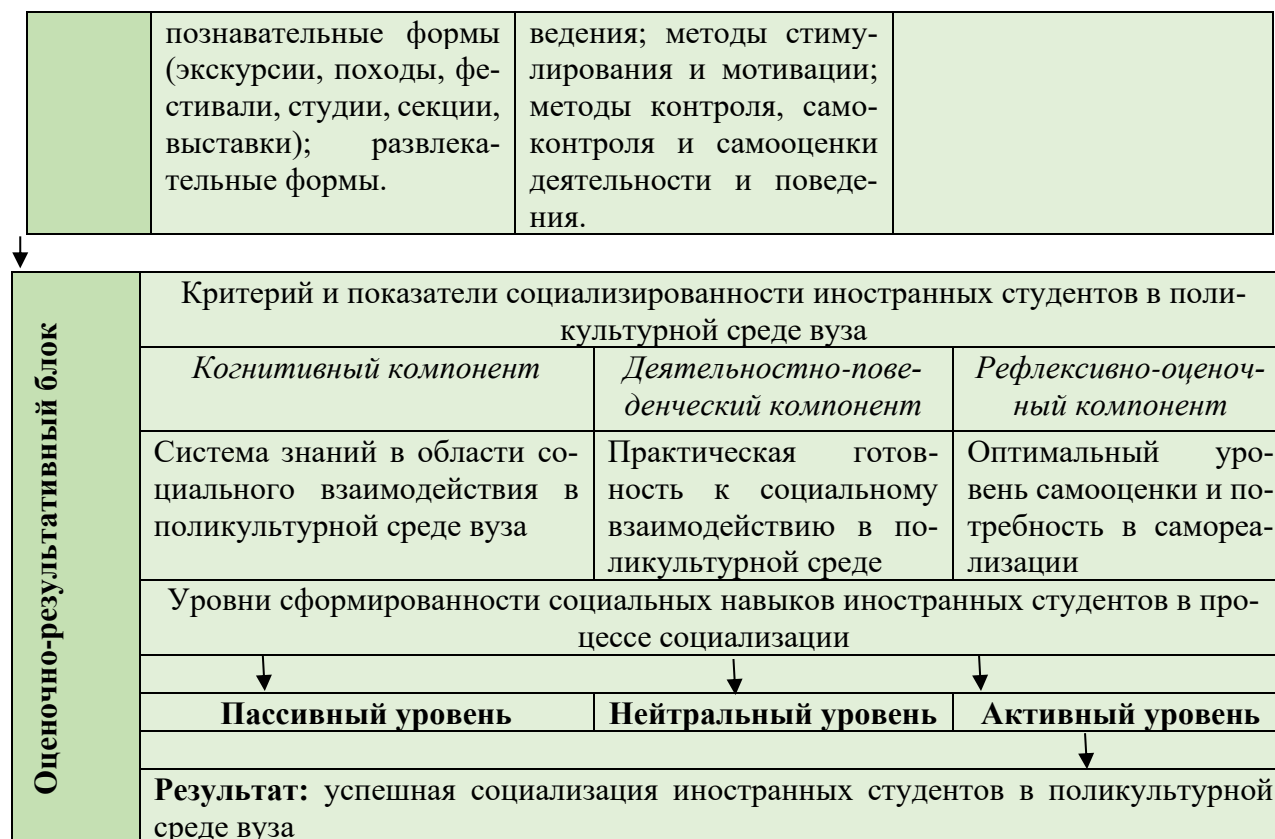 познавательные формы
(экскурсии, походы, фе-
стивали, студии, секции,
выставки); развлека-
тельные формы.
ведения; методы стиму-
лирования и мотивации;
методы контроля, само-
контроля и самооценки
деятельности и поведе-
ния.
Оценочно-результативный блок
Критерий и показатели социализированности иностранных студентов в поли-
культурной среде вуза
Когнитивный компонент
Деятельностно-пове-
денческий компонент
Рефлексивно-оценоч-
ный компонент
Система знаний в области со-
циального взаимодействия в
поликультурной среде вуза
Практическая готов-
ность к социальному
взаимодействию в по-
ликультурной среде
Оптимальный уро-
вень самооценки и по-
требность в самореа-
лизации
Уровни сформированности социальных навыков иностранных студентов в про-
цессе социализации
Пассивный уровень
Нейтральный уровень
Активный уровень
Результат: успешная социализация иностранных студентов в поликультурной
среде вуза